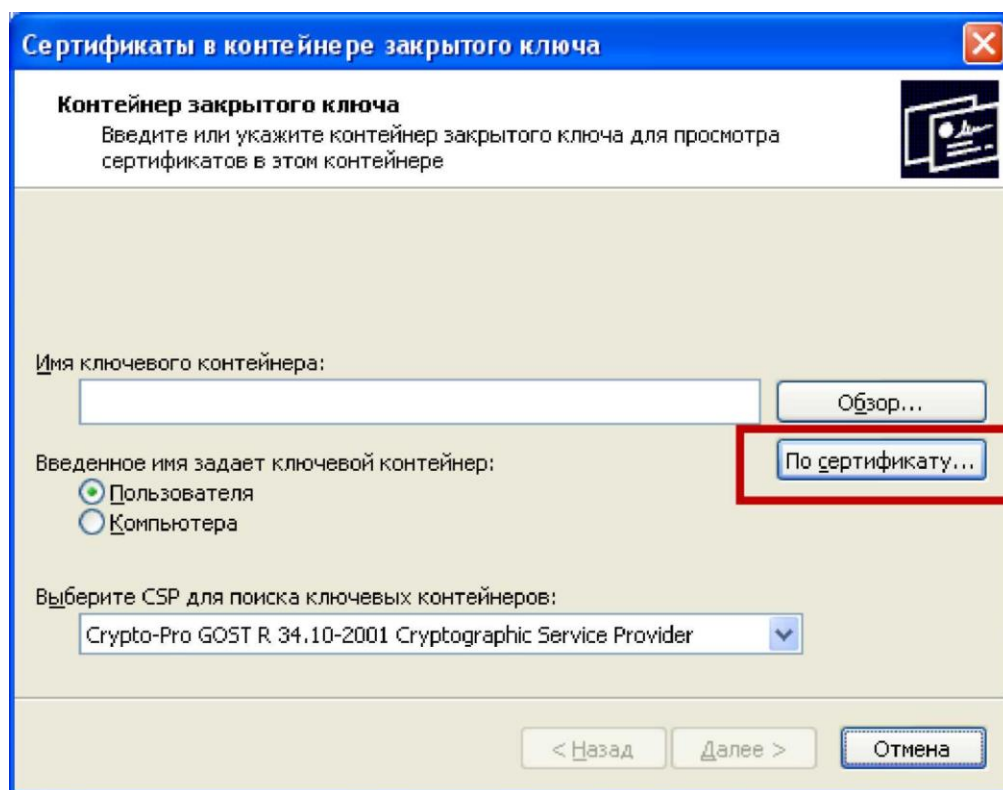 Сертификаты в контейнере закрытого ключа
Контейнер закрытого ключа
Введите или укажите контейнер закрытого ключа для просмотра
сертификатов в этом контейнере
Имя ключевого контейнера:
Обзор...
Введенное имя задает ключевой контейнер:
По сертификату...
Пользователя
Компьютера
Выберите CSP для поиска ключевых контейнеров:
Crypto-Pro GOST R 34.10-2001 Cryptographic Service Provider
< Назад
Далее >
Отмена